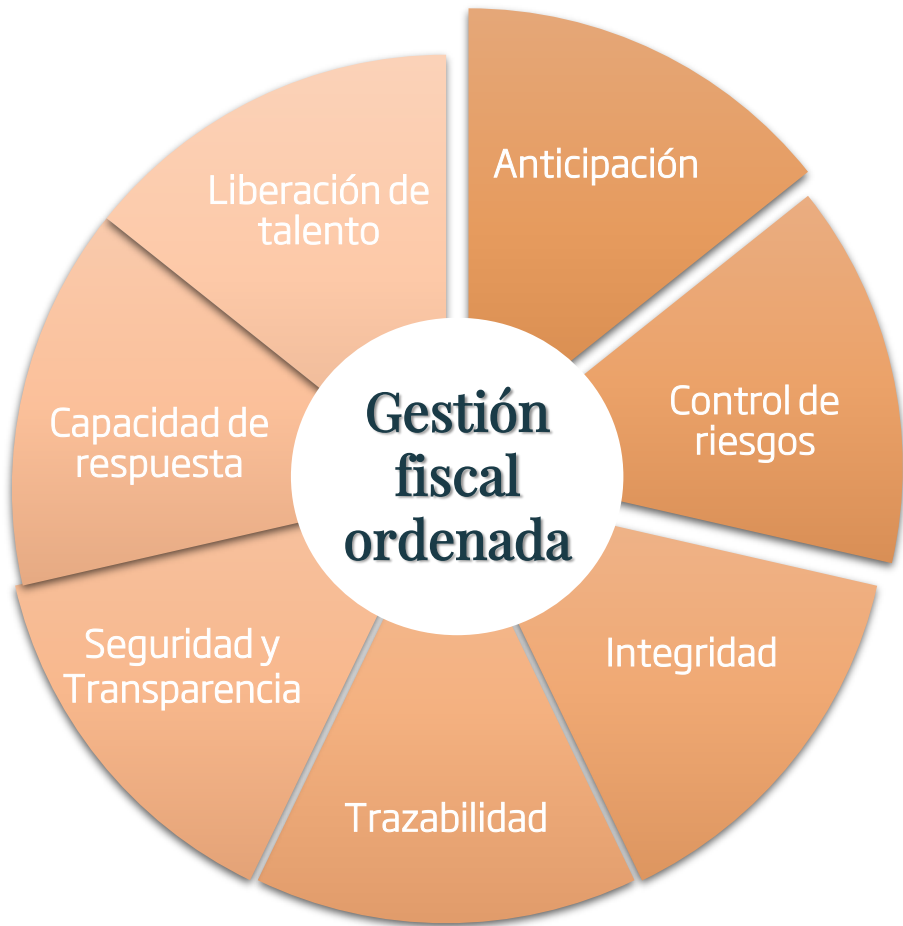 Gestión
fiscal
ordenada
Anticipación
Control de
riesgos
Integridad
Trazabilidad
Seguridad y
Transparencia
Capacidad de
respuesta
Liberación de
talento